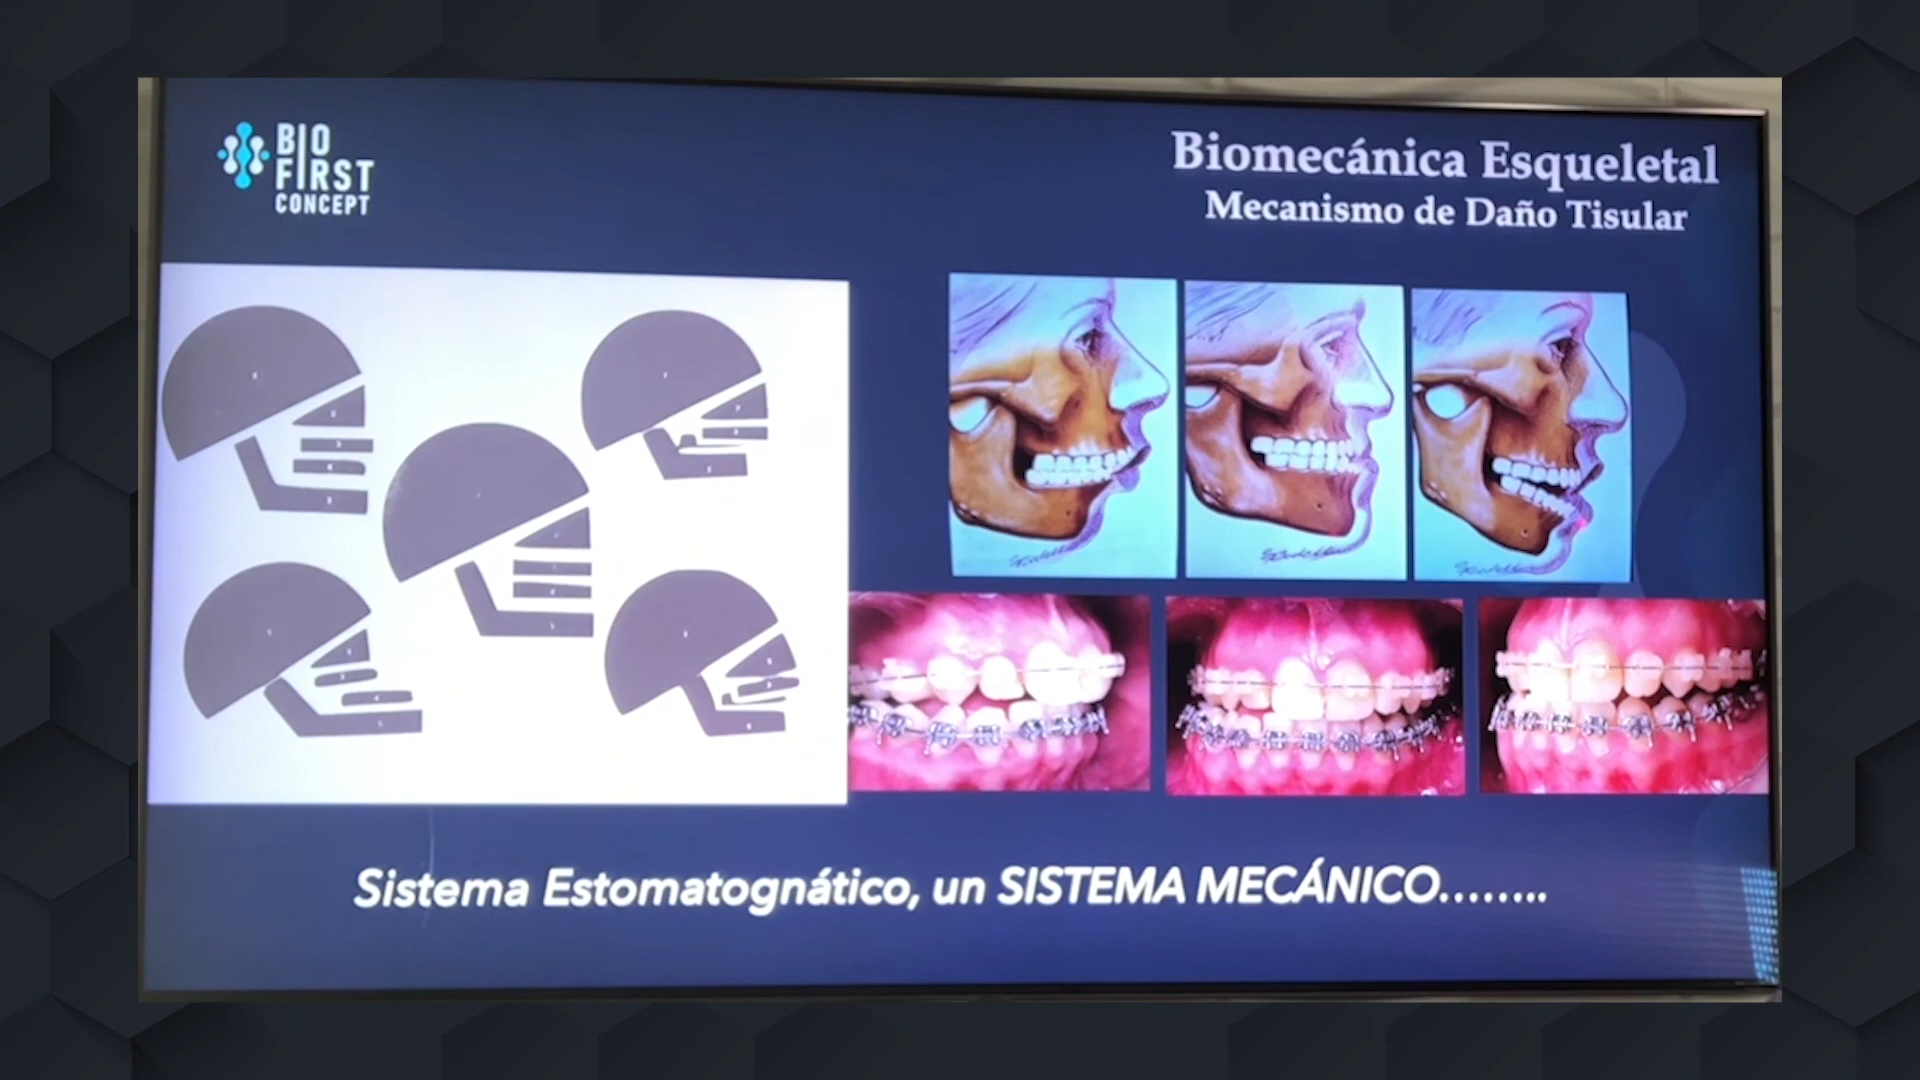 BIO
FIRST
CONCEPT
Biomecánica Esqueletal
Mecanismo de Daño Tisular
Sistema Estomatognático, un SISTEMA MECÁNICO........